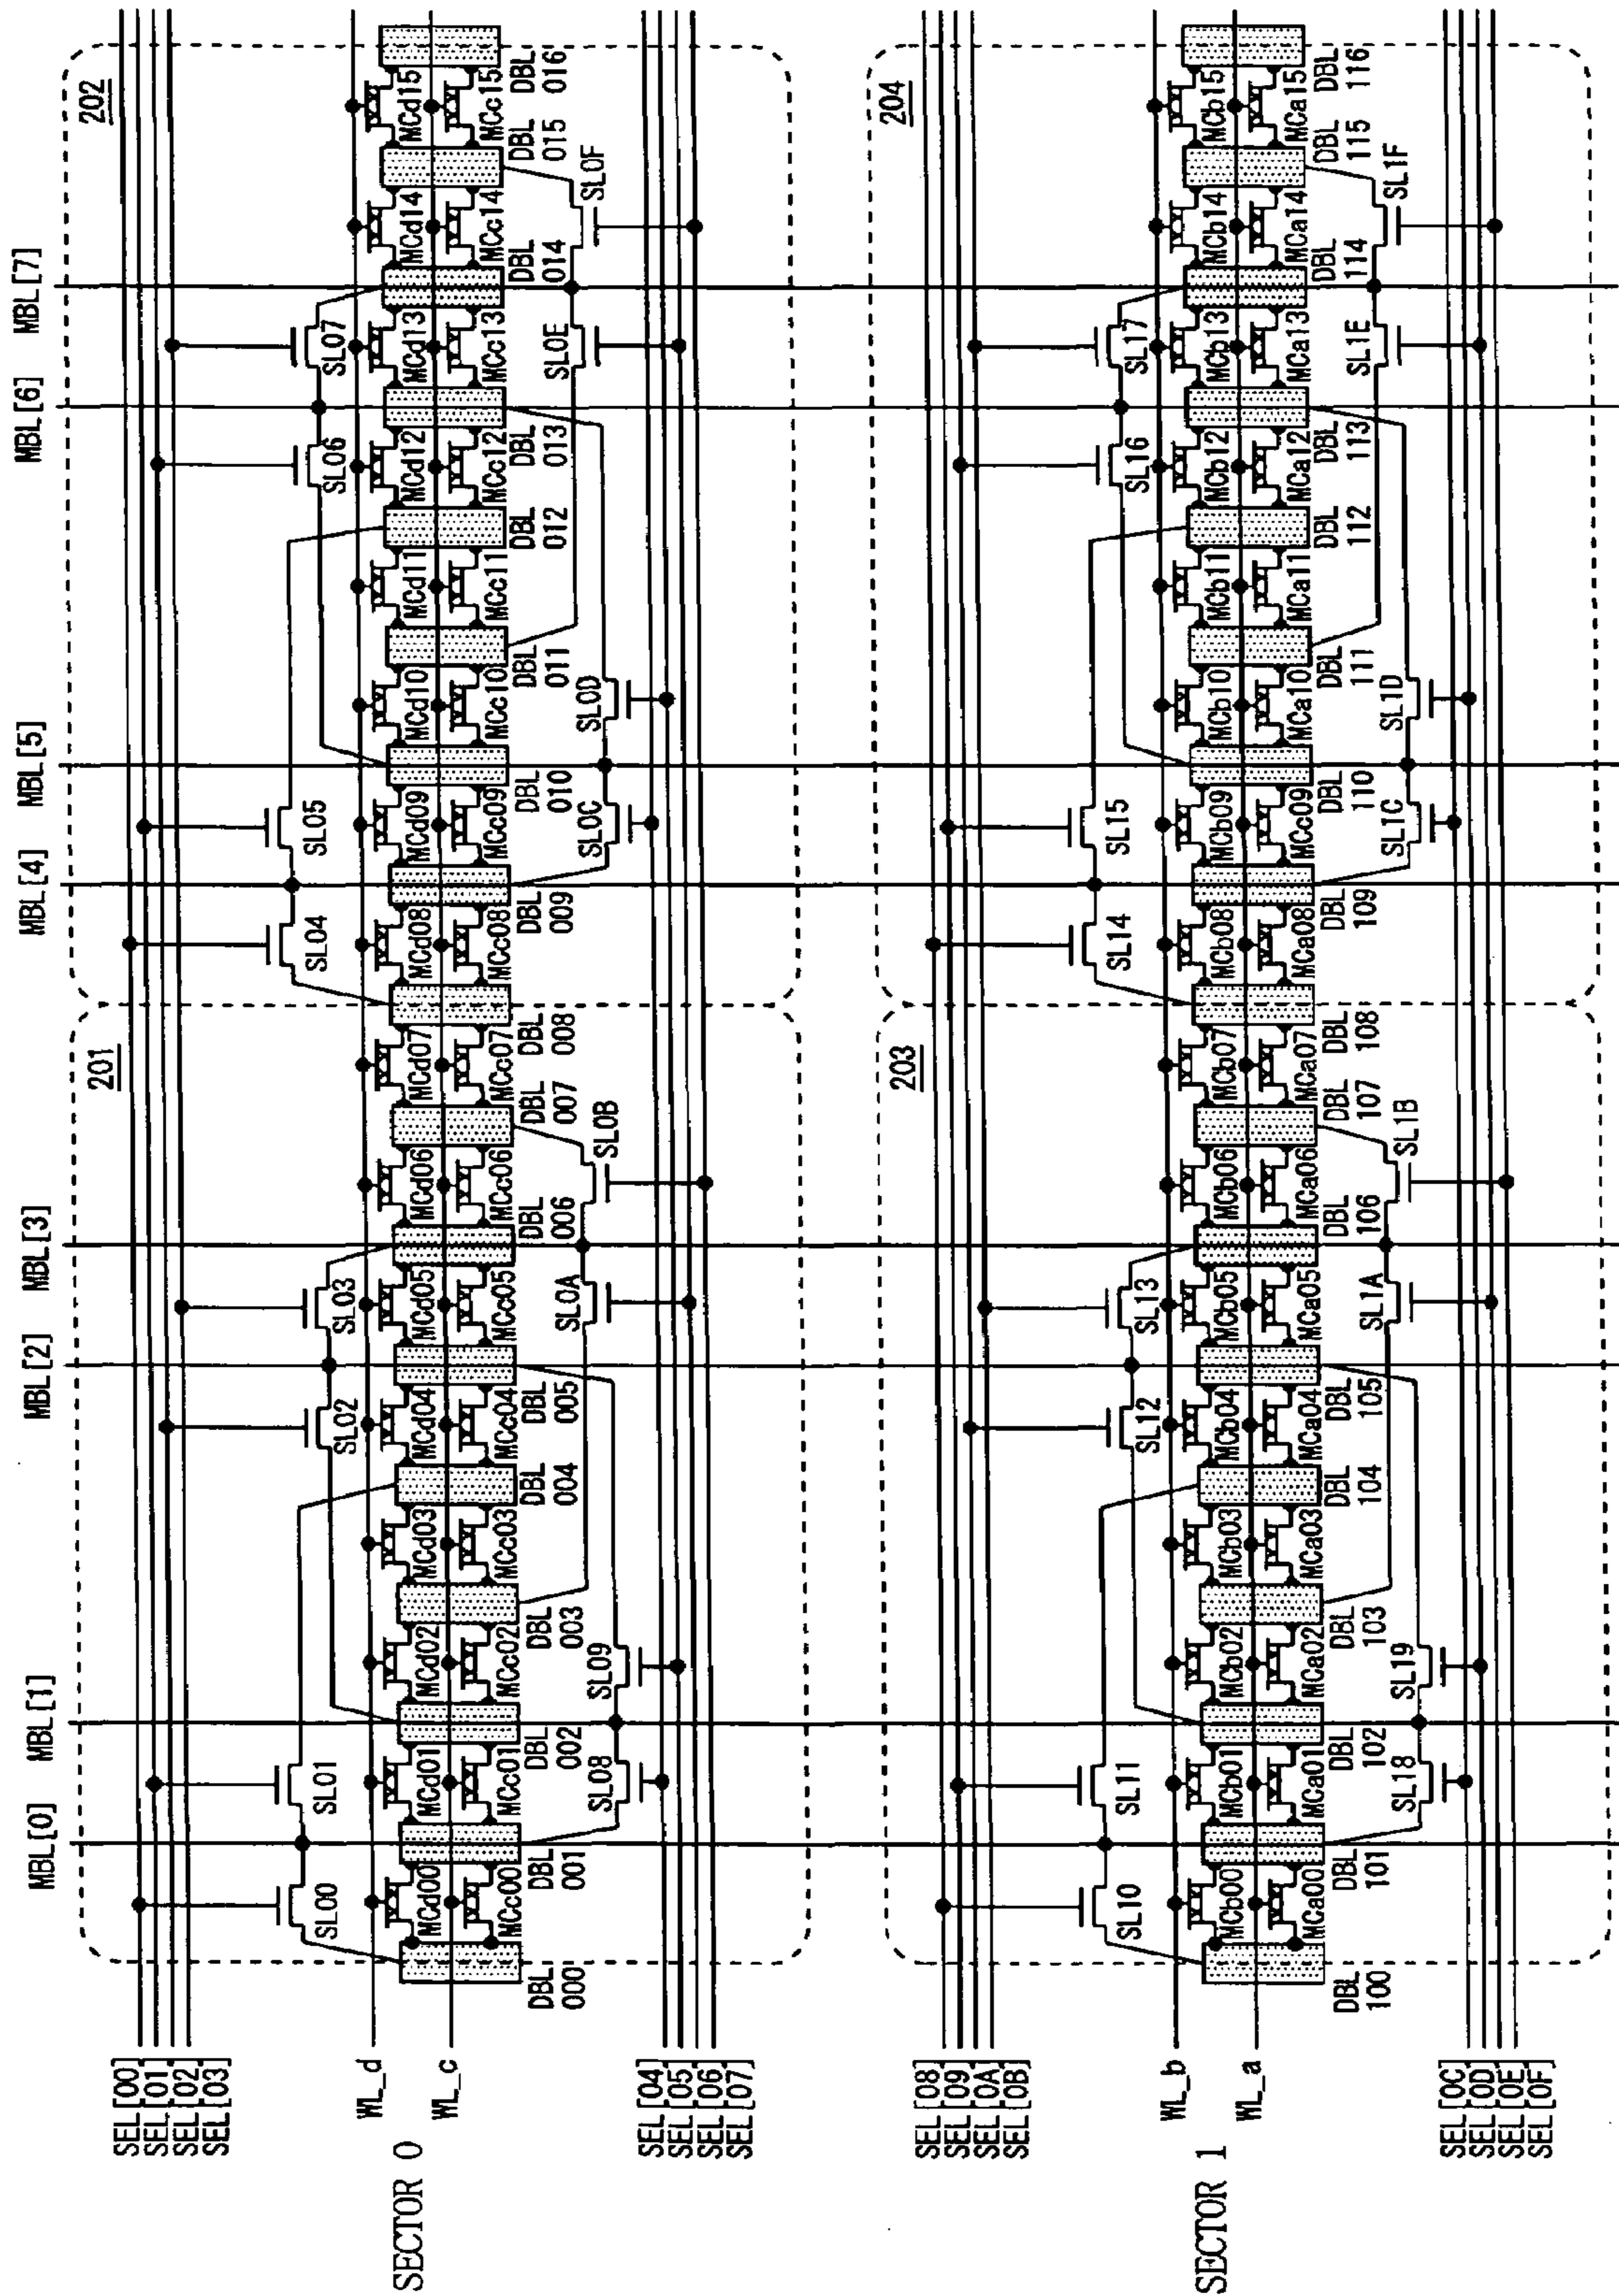 MBL[0] MBL[1] MBL[2] MBL[3] MBL[4] MBL[5] MBL[6] MBL[7]
201 202
SEL[00]
SEL[01]
SEL[02]
SEL[03]
SL00 SL01 SL02 SL03 SL04 SL05 SL06 SL07
WL_d
MCd00 MCd01 MCd02 MCd03 MCd04 MCd05 MCd06 MCd07 MCd08 MCd09 MCd10 MCd11 MCd12 MCd13 MCd14 MCd15
SECTOR 0
WL_c
MCc00 MCc01 MCc02 MCc03 MCc04 MCc05 MCc06 MCc07 MCc08 MCc09 MCc10 MCc11 MCc12 MCc13 MCc14 MCc15
DBL DBL DBL DBL DBL DBL DBL DBL DBL DBL DBL DBL DBL DBL DBL DBL DBL
000 001 002 003 004 005 006 007 008 009 010 011 012 013 014 015 016
SL08 SL09 SL0A SL0B SL0C SL0D SL0E SL0F
SEL[04]
SEL[05]
SEL[06]
SEL[07]
203 204
SEL[08]
SEL[09]
SEL[0A]
SEL[0B]
SL10 SL11 SL12 SL13 SL14 SL15 SL16 SL17
WL_b
MCb00 MCb01 MCb02 MCb03 MCb04 MCb05 MCb06 MCb07 MCb08 MCb09 MCb10 MCb11 MCb12 MCb13 MCb14 MCb15
SECTOR 1
WL_a
MCa00 MCa01 MCa02 MCa03 MCa04 MCa05 MCa06 MCa07 MCa08 MCc09 MCa10 MCa11 MCa12 MCa13 MCa14 MCa15
DBL DBL DBL DBL DBL DBL DBL DBL DBL DBL DBL DBL DBL DBL DBL DBL DBL
100 101 102 103 104 105 106 107 108 109 110 111 112 113 114 115 116
SL18 SL19 SL1A SL1B SL1C SL1D SL1E SL1F
SEL[0C]
SEL[0D]
SEL[0E]
SEL[0F]